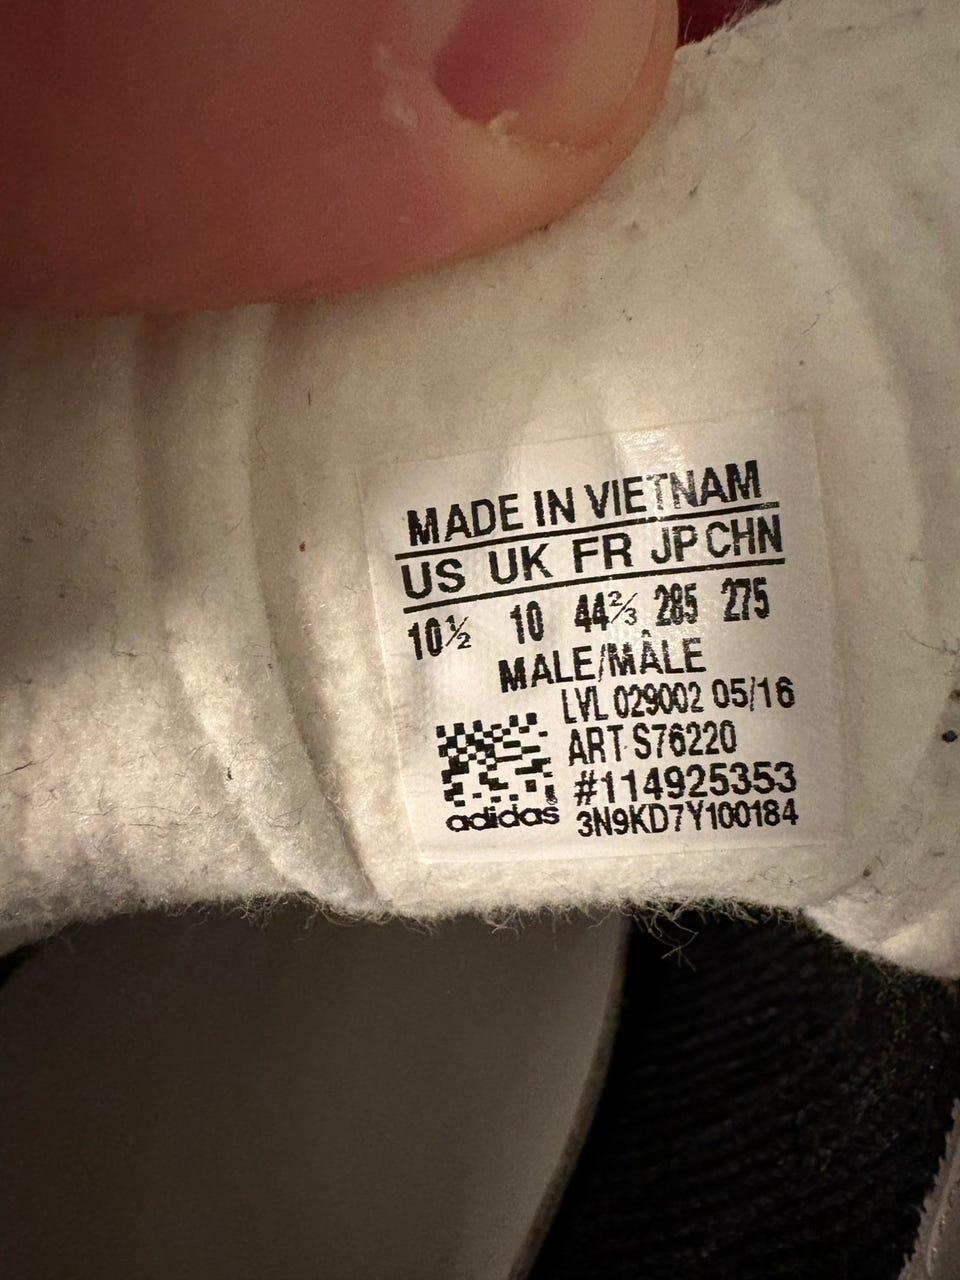 MADE IN VIETNAM
US UK FR JP CHN
10½ 10 44⅔ 285 275
MALE/MÂLE
LVL 029002 05/16
ART S76220
#114925353
adidas 3N9KD7Y100184